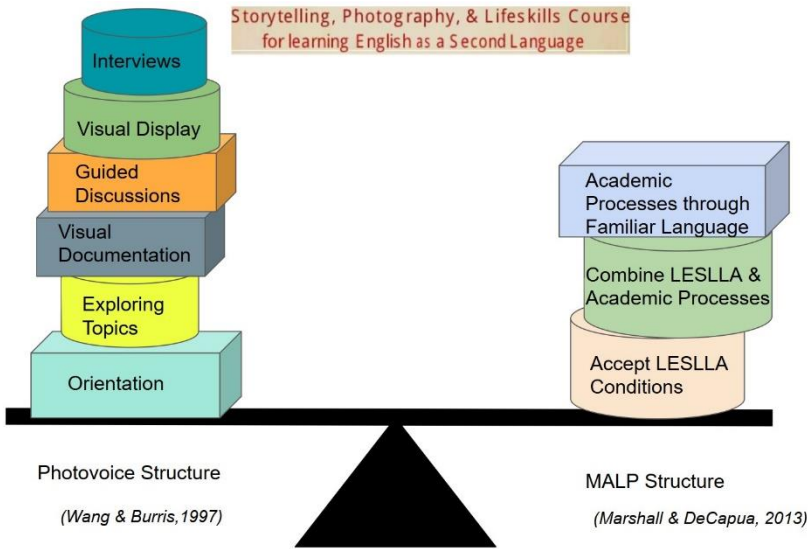 Storytelling, Photography, & Lifeskills Course
for learning English as a Second Language
Interviews
Visual Display
Guided
Discussions
Visual
Documentation
Exploring
Topics
Orientation
Academic
Processes through
Familiar Language
Combine LESLLA &
Academic Processes
Accept LESLLA
Conditions
Photovoice Structure
(Wang & Burris,1997)
MALP Structure
(Marshall & DeCapua, 2013)